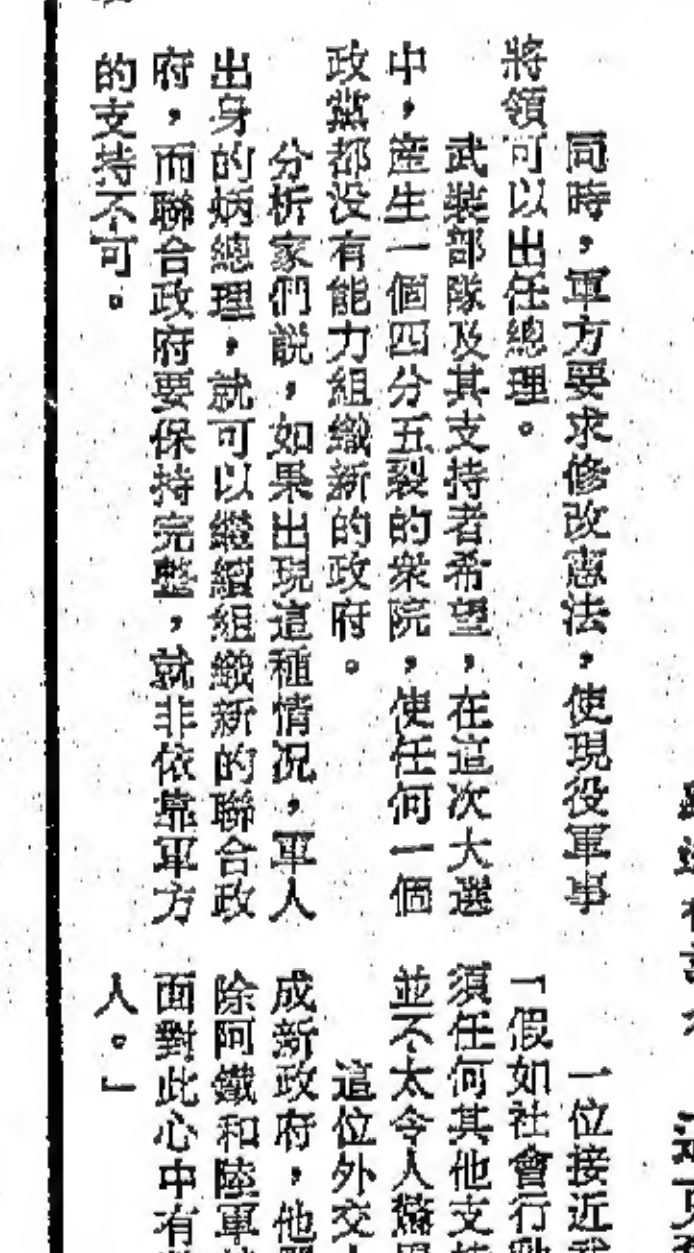 同時，軍方要求修改憲法，使現役軍事
將領可以出任總理。
武裝部隊及其支持者希望，在這次大選
中，産生一個四分五裂的衆院，使任何一個
政黨都没有能力組織新的政府。
分析家們説，如果出現這種情況，軍人
出身的炳總理，就可以繼續組織新的聯合政
府，而聯合政府要保持完整，就非依靠軍方
的支持不可。
一位接近
「假如社會行
須任何其他支
並不太令人驚
這位外交
成新政府，他
除阿鐵和陸軍
面對此心中有
人。」